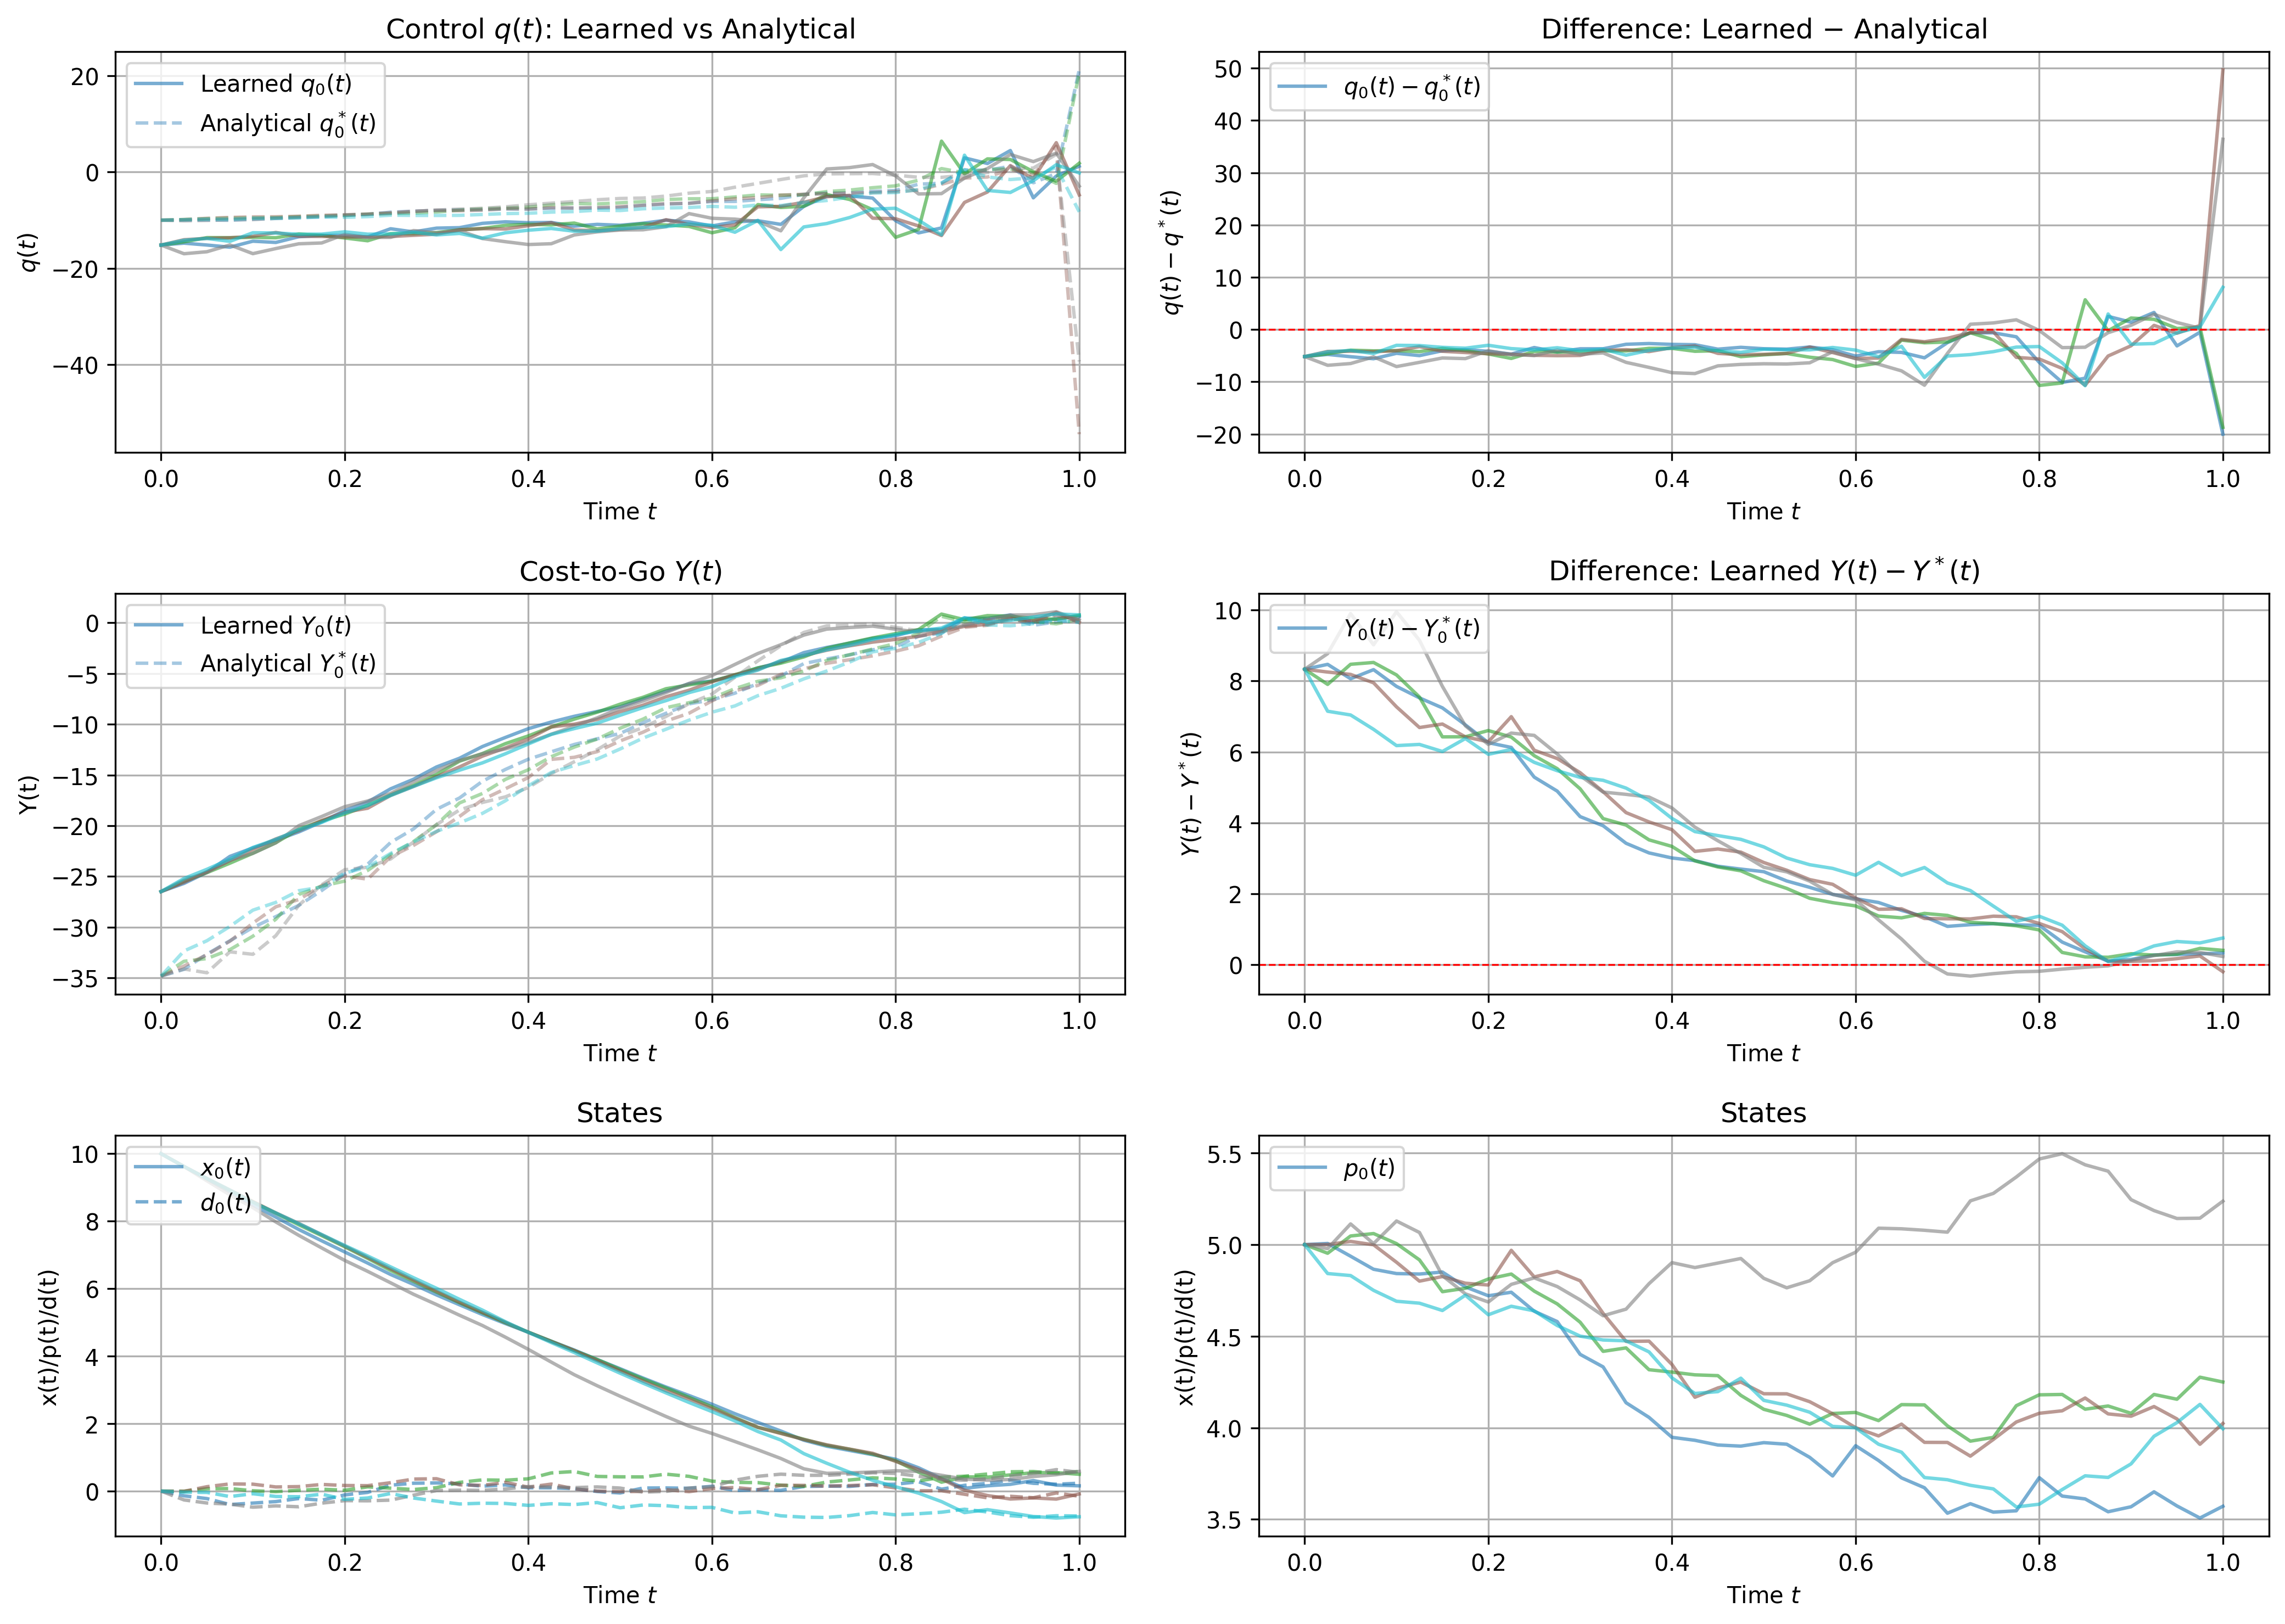 Control q(t): Learned vs Analytical
q(t)
20
0
−20
−40
Learned q₀(t)
Analytical q₀*(t)
0.0 0.2 0.4 0.6 0.8 1.0
Time t
Difference: Learned − Analytical
q(t) − q*(t)
50
40
30
20
10
0
−10
−20
q₀(t) − q₀*(t)
0.0 0.2 0.4 0.6 0.8 1.0
Time t
Cost-to-Go Y(t)
Y(t)
0
−5
−10
−15
−20
−25
−30
−35
Learned Y₀(t)
Analytical Y₀*(t)
0.0 0.2 0.4 0.6 0.8 1.0
Time t
Difference: Learned Y(t) − Y*(t)
Y(t) − Y*(t)
10
8
6
4
2
0
Y₀(t) − Y₀*(t)
0.0 0.2 0.4 0.6 0.8 1.0
Time t
States
x(t)/p(t)/d(t)
10
8
6
4
2
0
x₀(t)
d₀(t)
0.0 0.2 0.4 0.6 0.8 1.0
Time t
States
x(t)/p(t)/d(t)
5.5
5.0
4.5
4.0
3.5
p₀(t)
0.0 0.2 0.4 0.6 0.8 1.0
Time t